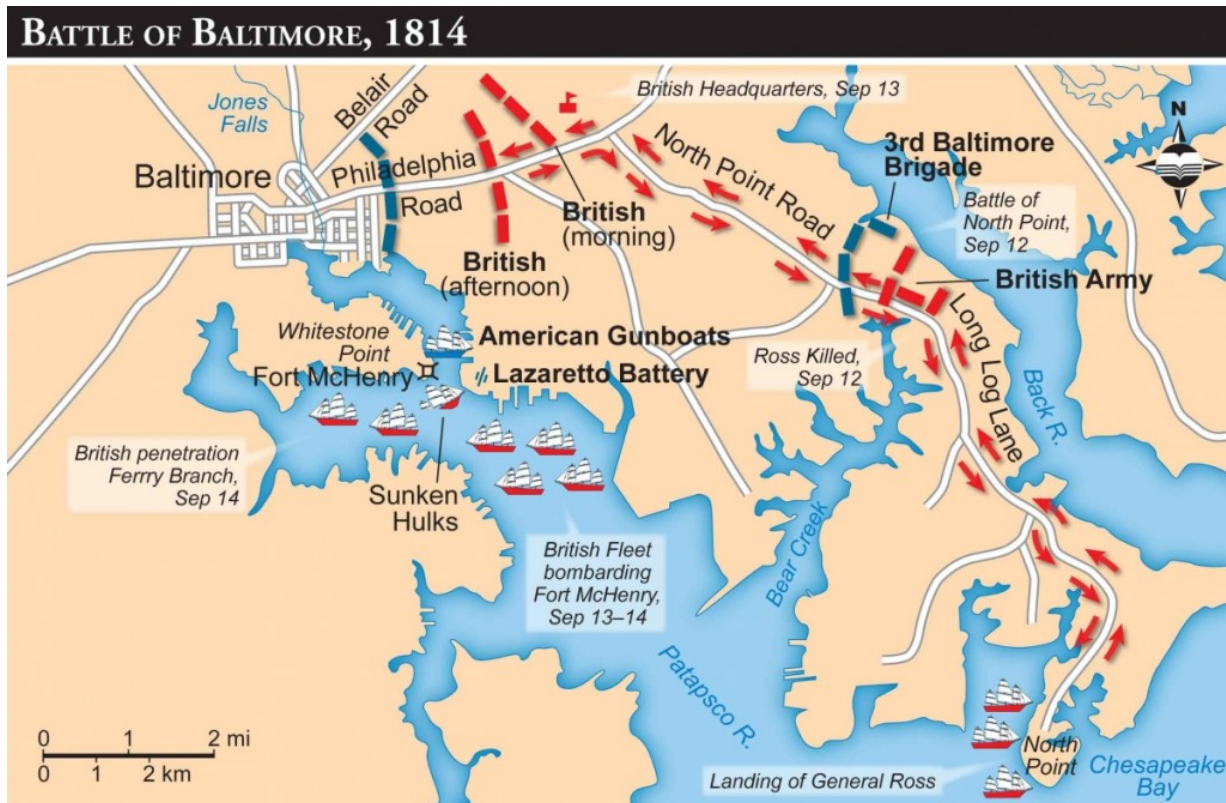 BATTLE OF BALTIMORE, 1814
Jones
Falls
Belair
Road
British Headquarters, Sep 13
N
Baltimore
Philadelphia
Road
North Point Road
3rd Baltimore
Brigade
British
(morning)
Battle of
North Point,
Sep 12
British
(afternoon)
British Army
Whitestone
Point
American Gunboats
Fort McHenry
Lazaretto Battery
Ross Killed,
Sep 12
Long Log Lane
Back R.
British penetration
Ferrry Branch,
Sep 14
Sunken
Hulks
British Fleet
bombarding
Fort McHenry,
Sep 13–14
Bear Creek
Patapsco R.
0 1 2 mi
0 1 2 km
Landing of General Ross
North
Point
Chesapeake
Bay